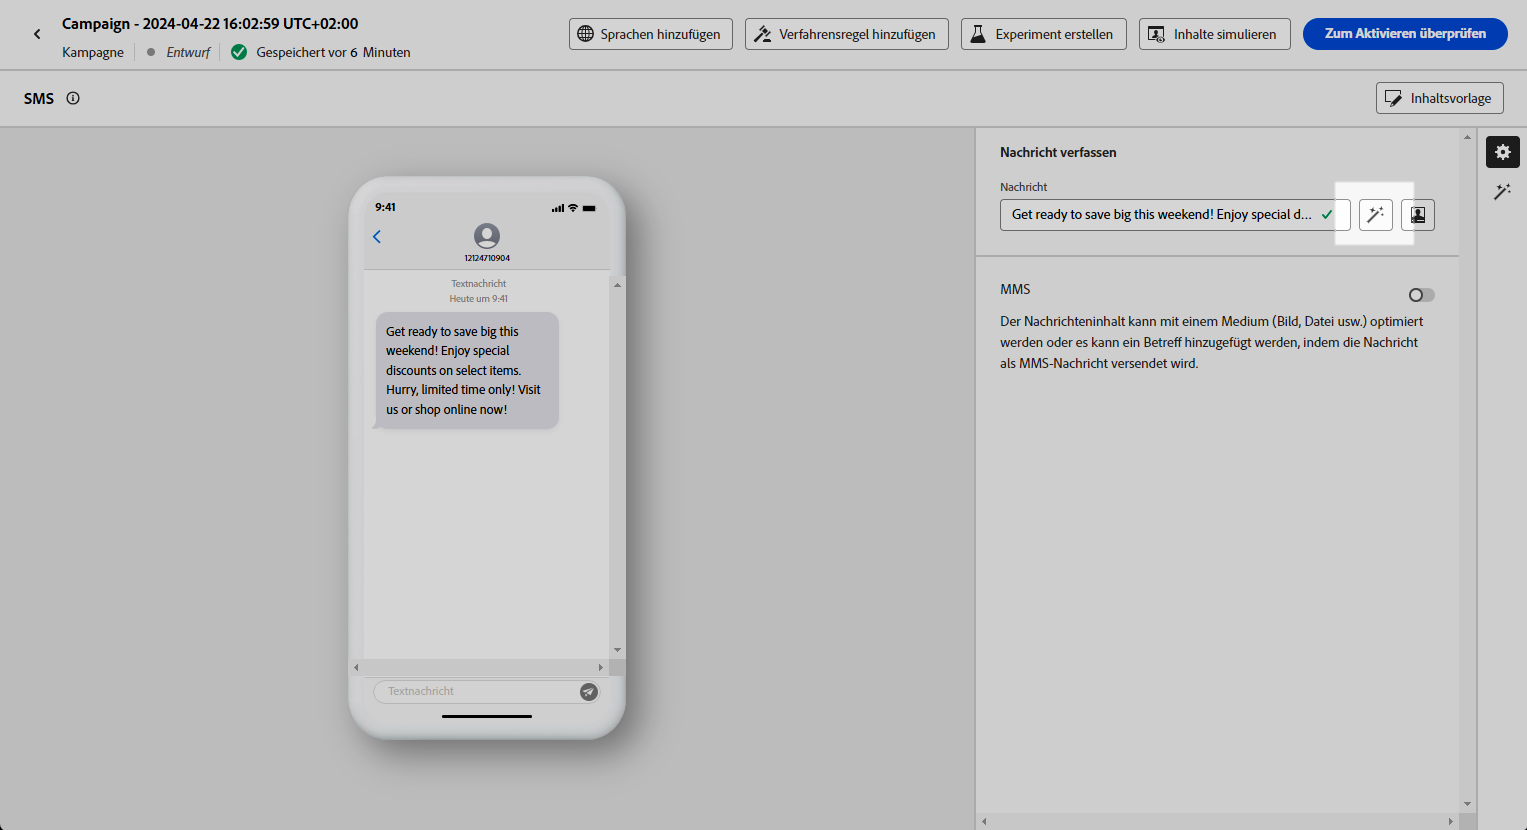 Campaign - 2024-04-22 16:02:59 UTC+02:00
Kampagne Entwurf Gespeichert vor 6 Minuten
Sprachen hinzufügen
Verfahrensregel hinzufügen
Experiment erstellen
Inhalte simulieren
Zum Aktivieren überprüfen
SMS
Inhaltsvorlage
9:41
12124710904
Textnachricht
Heute um 9:41
Get ready to save big this
weekend! Enjoy special
discounts on select items.
Hurry, limited time only! Visit
us or shop online now!
Textnachricht
Nachricht verfassen
Nachricht
Get ready to save big this weekend! Enjoy special d...
MMS
Der Nachrichteninhalt kann mit einem Medium (Bild, Datei usw.) optimiert
werden oder es kann ein Betreff hinzugefügt werden, indem die Nachricht
als MMS-Nachricht versendet wird.